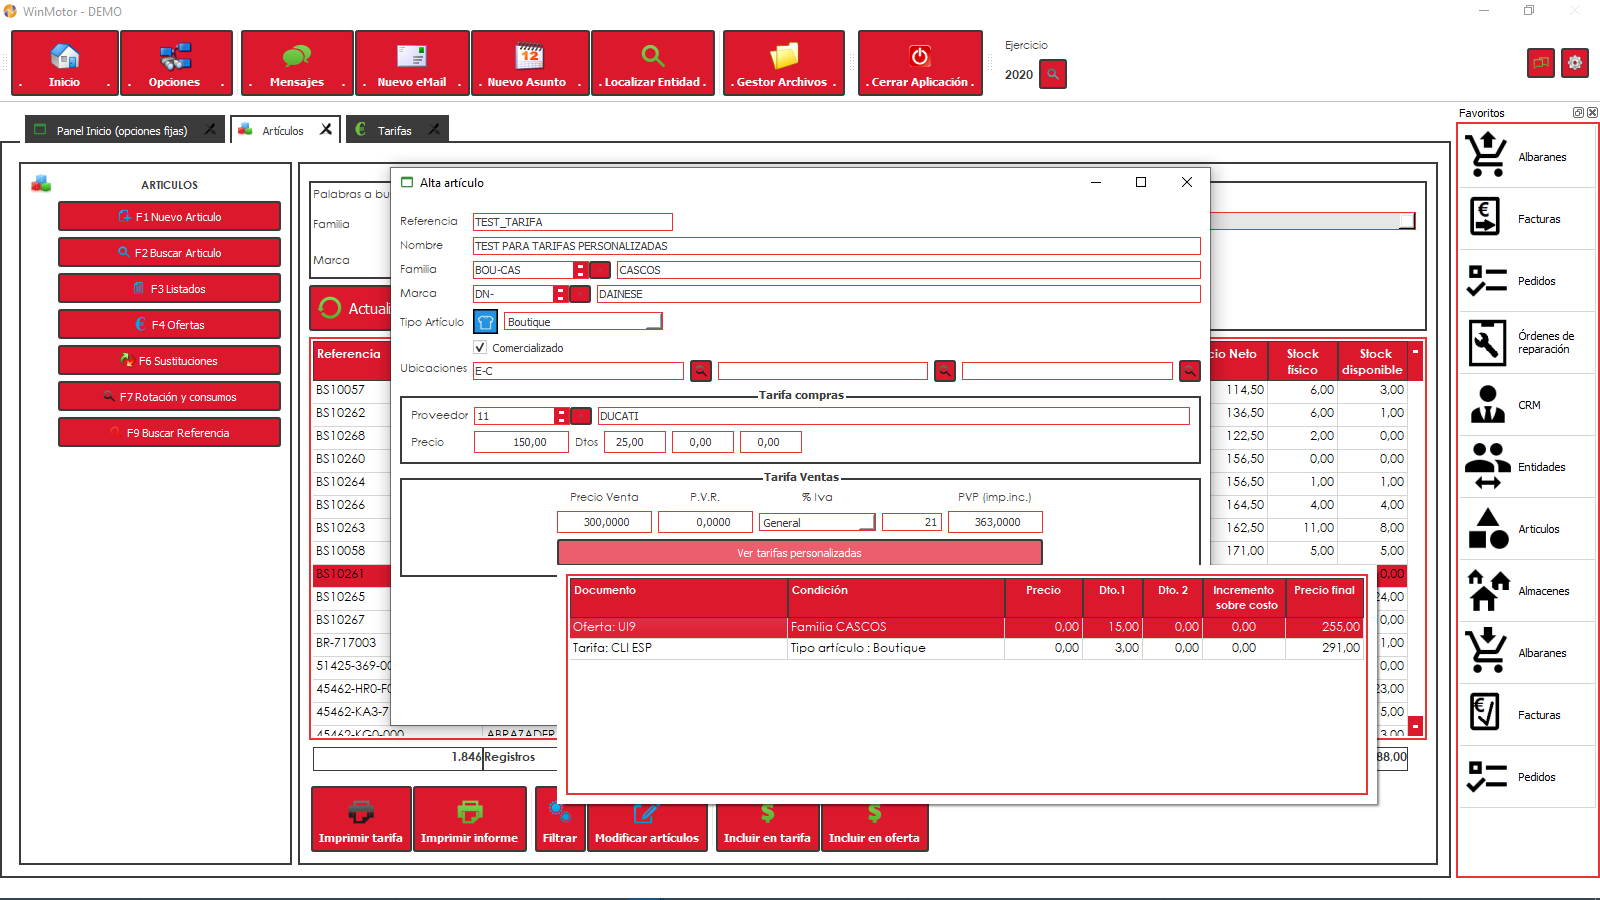 WinMotor - DEMO
. Inicio .
. Opciones .
. Mensajes .
. Nuevo eMail .
. Nuevo Asunto .
. Localizar Entidad .
. Gestor Archivos .
. Cerrar Aplicación .
Ejercicio
2020
Panel Inicio (opciones fijas)
Artículos
Tarifas
Favoritos
ARTICULOS
F1 Nuevo Articulo
F2 Buscar Articulo
F3 Listados
F4 Ofertas
F6 Sustituciones
F7 Rotación y consumos
F9 Buscar Referencia
Palabras a bu
Familia
Marca
Actuali
Referencia
BS10057
BS10262
BS10268
BS10260
BS10264
BS10266
BS10263
BS10058
BS10261
BS10265
BS10267
BR-717003
51425-369-00
45462-HR0-F0
45462-KA3-7
45462-KG0-000 ABRAZADER
1.846 Registros
Alta artículo
Referencia TEST_TARIFA
Nombre TEST PARA TARIFAS PERSONALIZADAS
Familia BOU-CAS CASCOS
Marca DN- DAINESE
Tipo Artículo Boutique
Comercializado
Ubicaciones E-C
Tarifa compras
Proveedor 11 DUCATI
Precio 150,00 Dtos 25,00 0,00 0,00
Tarifa Ventas
Precio Venta P.V.R. % Iva PVP (imp.inc.)
300,0000 0,0000 General 21 363,0000
Ver tarifas personalizadas
Documento Condición Precio Dto.1 Dto. 2 Incremento sobre costo Precio final
Oferta: UI9 Familia CASCOS 0,00 15,00 0,00 0,00 255,00
Tarifa: CLI ESP Tipo artículo : Boutique 0,00 3,00 0,00 0,00 291,00
cio Neto Stock físico Stock disponible
114,50 6,00 3,00
136,50 6,00 1,00
122,50 2,00 0,00
156,50 0,00 0,00
156,50 1,00 1,00
164,50 4,00 4,00
162,50 11,00 8,00
171,00 5,00 5,00
0,00
24,00
0,00
1,00
0,00
23,00
5,00
3,00
88,00
Imprimir tarifa
Imprimir informe
Filtrar
Modificar artículos
Incluir en tarifa
Incluir en oferta
Albaranes
Facturas
Pedidos
Órdenes de
reparación
CRM
Entidades
Articulos
Almacenes
Albaranes
Facturas
Pedidos